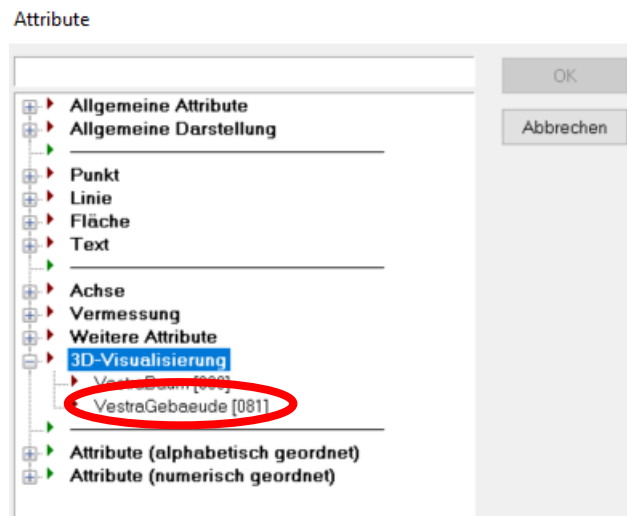 Attribute
OK
Abbrechen
Allgemeine Attribute
Allgemeine Darstellung
Punkt
Linie
Fläche
Text
Achse
Vermessung
Weitere Attribute
3D-Visualisierung
VestraBaum
VestraGebaeude [081]
Attribute (alphabetisch geordnet)
Attribute (numerisch geordnet)